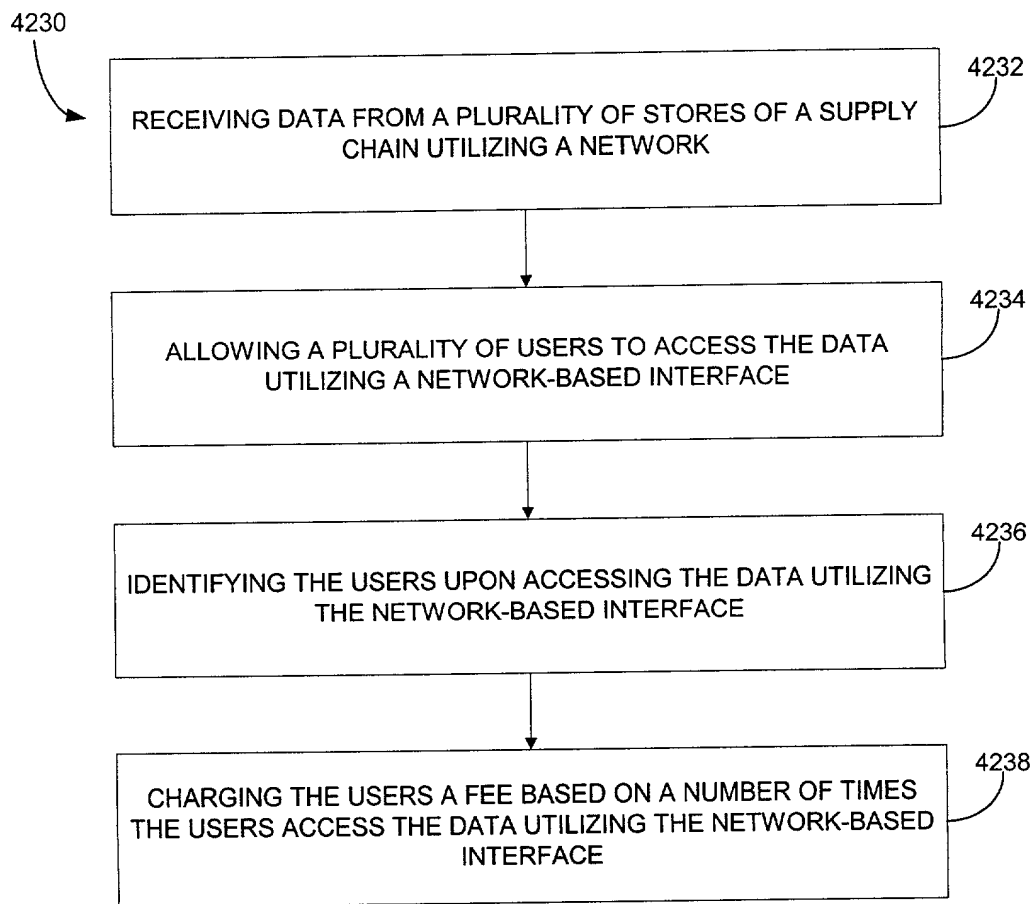 4230
4232
RECEIVING DATA FROM A PLURALITY OF STORES OF A SUPPLY
CHAIN UTILIZING A NETWORK
4234
ALLOWING A PLURALITY OF USERS TO ACCESS THE DATA
UTILIZING A NETWORK-BASED INTERFACE
4236
IDENTIFYING THE USERS UPON ACCESSING THE DATA UTILIZING
THE NETWORK-BASED INTERFACE
4238
CHARGING THE USERS A FEE BASED ON A NUMBER OF TIMES
THE USERS ACCESS THE DATA UTILIZING THE NETWORK-BASED
INTERFACE